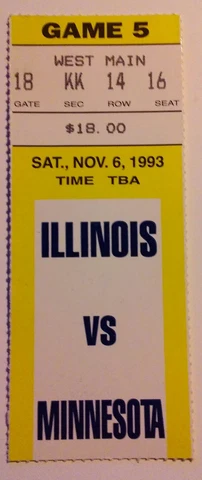 GAME 5
WEST MAIN
18 KK 14 16
GATE SEC ROW SEAT
$18.00
SAT., NOV. 6, 1993
TIME TBA
ILLINOIS
VS
MINNESOTA